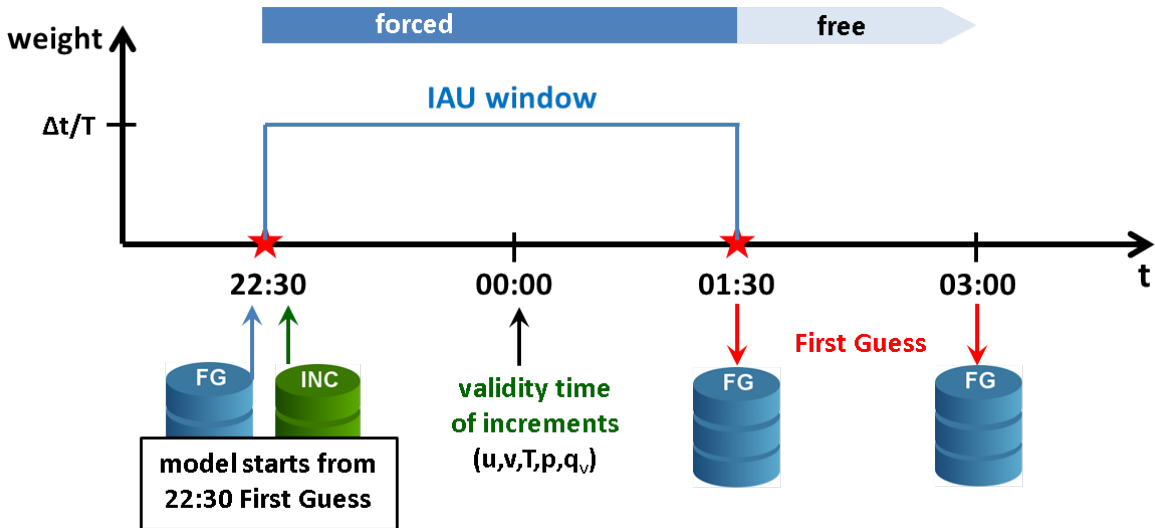 forced
free
weight
IAU window
Δt/T
22:30
00:00
01:30
03:00
t
First Guess
FG
INC
FG
FG
validity time
of increments
(u,v,T,p,qᵥ)
model starts from
22:30 First Guess